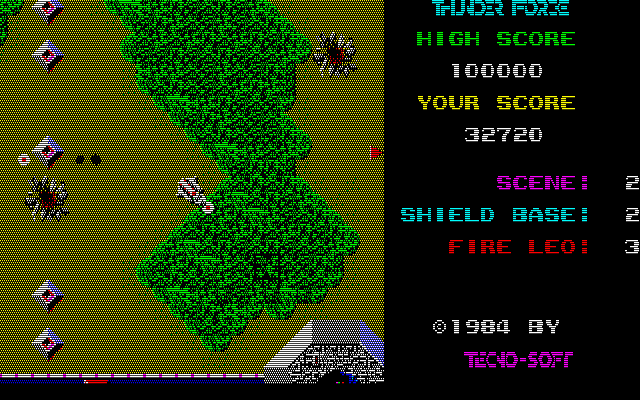 THUNDER FORCE
HIGH SCORE
100000
YOUR SCORE
32720
SCENE: 2
SHIELD BASE: 2
FIRE LEO: 3
©1984 BY
TECNO-SOFT